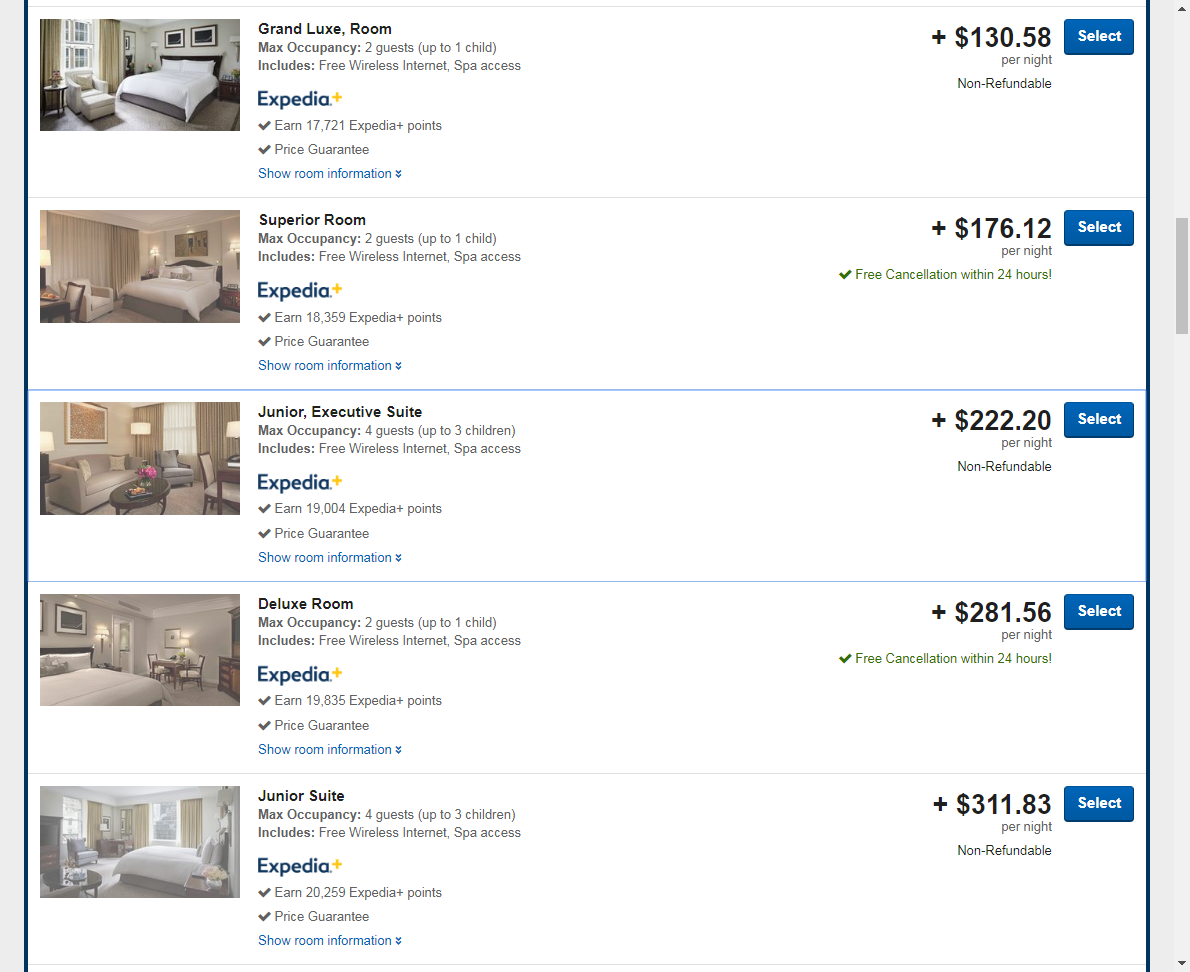 Grand Luxe, Room
Max Occupancy: 2 guests (up to 1 child)
Includes: Free Wireless Internet, Spa access
Expedia+
Earn 17,721 Expedia+ points
Price Guarantee
Show room information
+ $130.58
per night
Non-Refundable
Select
Superior Room
Max Occupancy: 2 guests (up to 1 child)
Includes: Free Wireless Internet, Spa access
Expedia+
Earn 18,359 Expedia+ points
Price Guarantee
Show room information
+ $176.12
per night
Free Cancellation within 24 hours!
Select
Junior, Executive Suite
Max Occupancy: 4 guests (up to 3 children)
Includes: Free Wireless Internet, Spa access
Expedia+
Earn 19,004 Expedia+ points
Price Guarantee
Show room information
+ $222.20
per night
Non-Refundable
Select
Deluxe Room
Max Occupancy: 2 guests (up to 1 child)
Includes: Free Wireless Internet, Spa access
Expedia+
Earn 19,835 Expedia+ points
Price Guarantee
Show room information
+ $281.56
per night
Free Cancellation within 24 hours!
Select
Junior Suite
Max Occupancy: 4 guests (up to 3 children)
Includes: Free Wireless Internet, Spa access
Expedia+
Earn 20,259 Expedia+ points
Price Guarantee
Show room information
+ $311.83
per night
Non-Refundable
Select